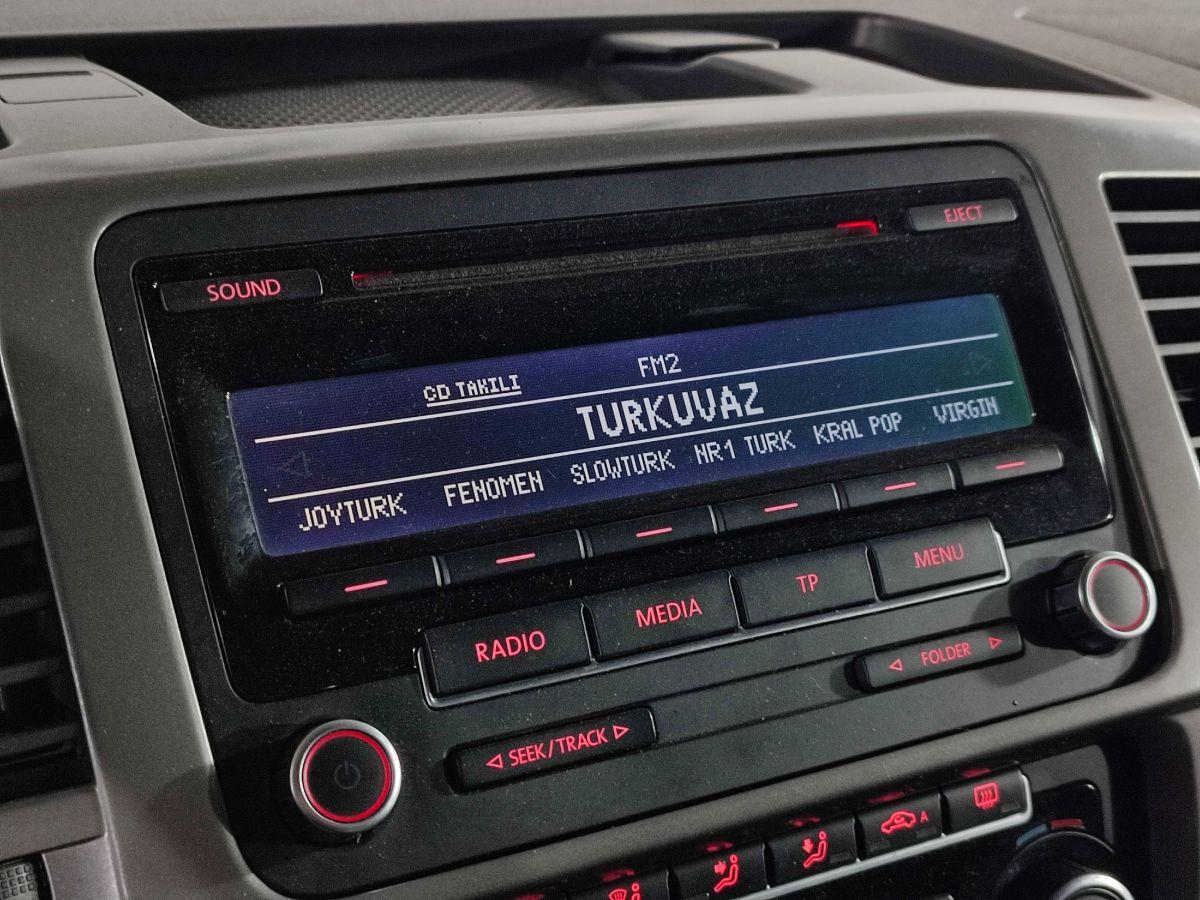 EJECT
SOUND
FM2
CD TAKILI
TURKUVAZ
JOYTURK FENOMEN SLOWTURK NR1 TURK KRAL POP VIRGIN
RADIO MEDIA TP MENU
FOLDER
SEEK/TRACK
A